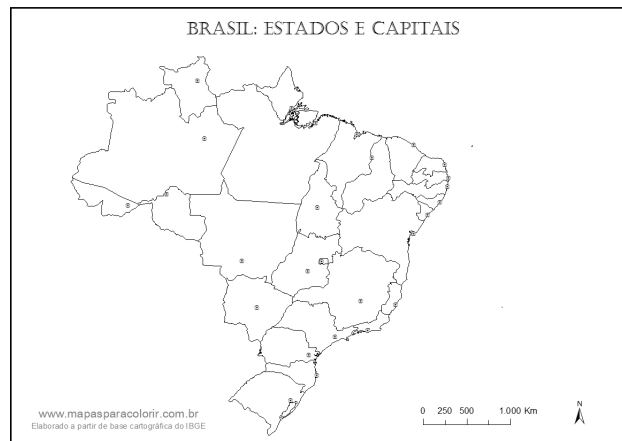 BRASIL: ESTADOS E CAPITAIS
www.mapasparacolorir.com.br
Elaborado a partir de base cartográfica do IBGE
0 250 500 1.000 Km
N